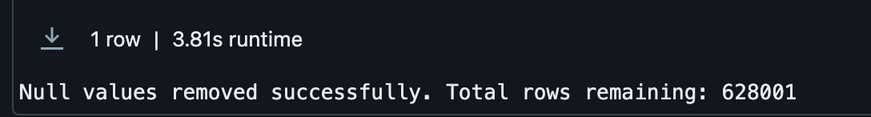 1 row | 3.81s runtime
Null values removed successfully. Total rows remaining: 628001